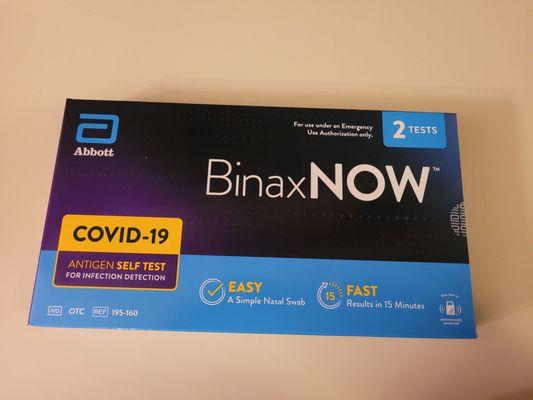 Abbott
For use under an Emergency
Use Authorization only.
2 TESTS
BinaxNOW™
COVID-19
ANTIGEN SELF TEST
FOR INFECTION DETECTION
EASY
A Simple Nasal Swab
15
FAST
Results in 15 Minutes
IVD OTC REF 195-160